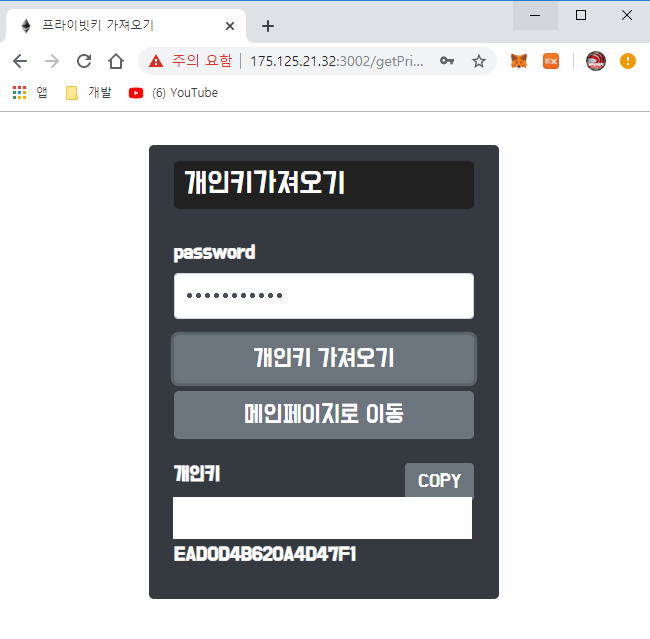 프라이빗키 가져오기
주의 요함 175.125.21.32:3002/getPri...
앱 개발 (6) YouTube
개인키가져오기
password
개인키 가져오기
메인페이지로 이동
개인키
COPY
EAD0D4B620A4D47F1